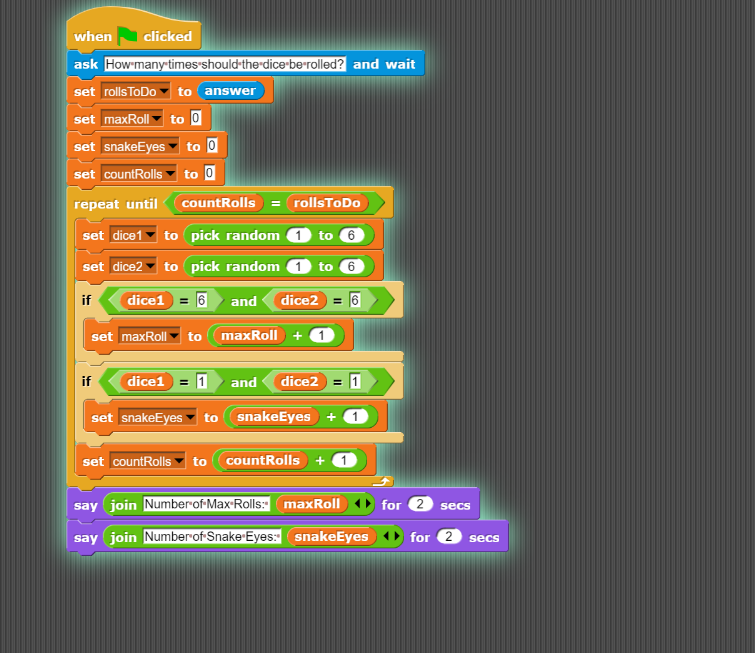 when clicked
ask How many times should the dice be rolled? and wait
set rollsToDo to answer
set maxRoll to 0
set snakeEyes to 0
set countRolls to 0
repeat until countRolls = rollsToDo
set dice1 to pick random 1 to 6
set dice2 to pick random 1 to 6
if dice1 = 6 and dice2 = 6
set maxRoll to maxRoll + 1
if dice1 = 1 and dice2 = 1
set snakeEyes to snakeEyes + 1
set countRolls to countRolls + 1
say join Number of Max Rolls: maxRoll for 2 secs
say join Number of Snake Eyes: snakeEyes for 2 secs